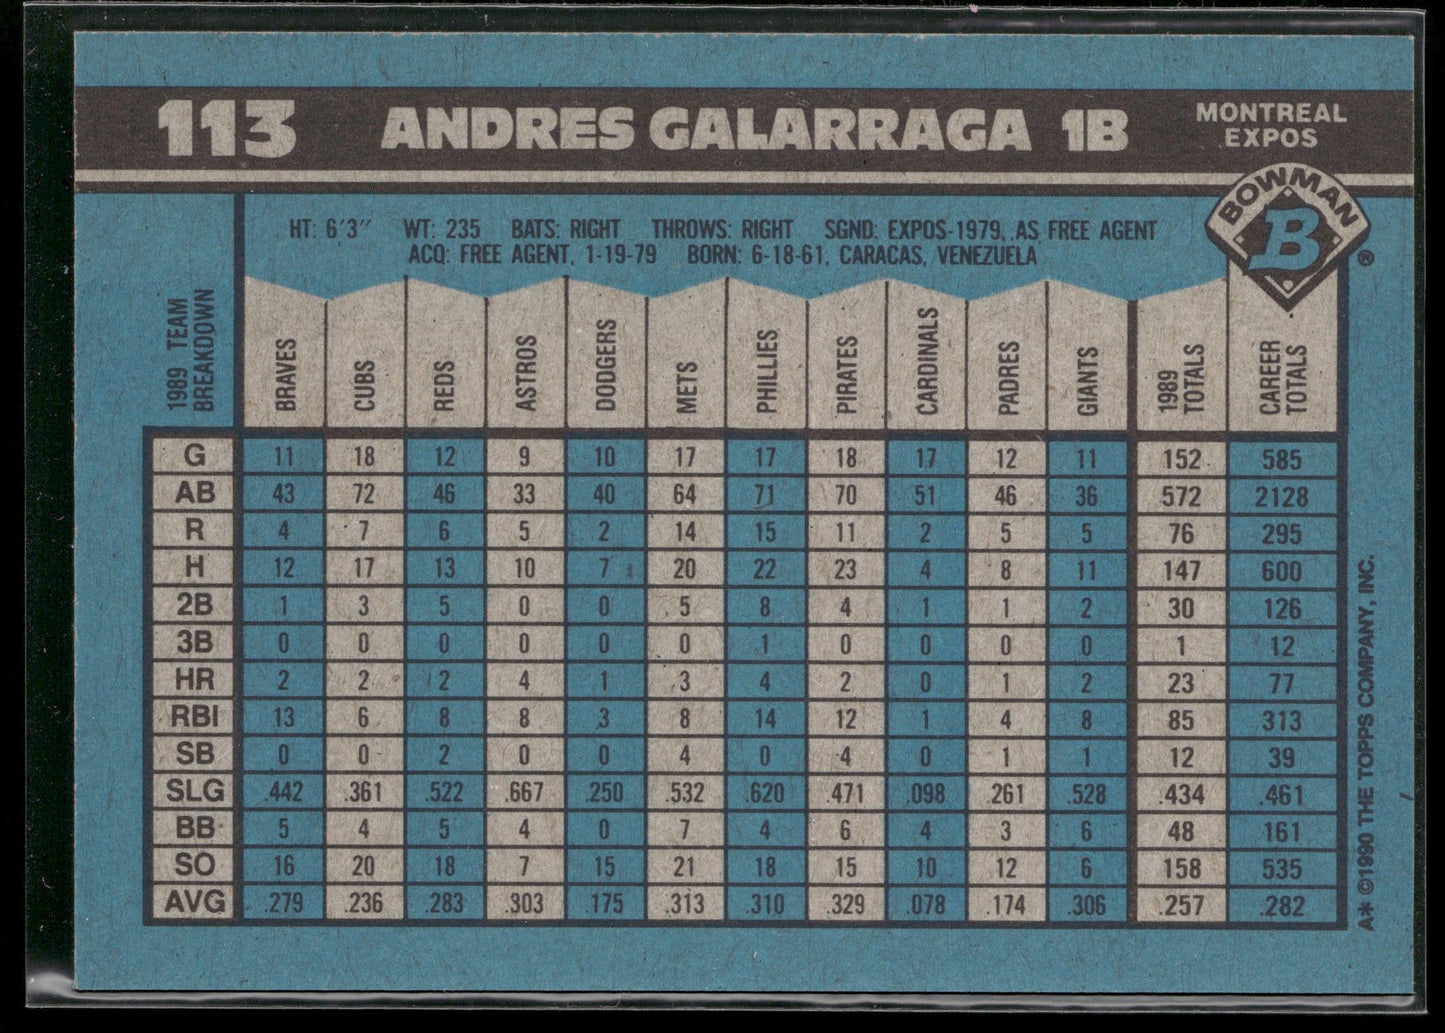 113 ANDRES GALARRAGA 1B MONTREAL
EXPOS
BOWMAN
B ®
HT: 6'3" WT: 235 BATS: RIGHT THROWS: RIGHT SGND: EXPOS-1979, AS FREE AGENT
ACQ: FREE AGENT, 1-19-79 BORN: 6-18-61, CARACAS, VENEZUELA
1989 TEAM
BREAKDOWN
BRAVES
CUBS
REDS
ASTROS
DODGERS
METS
PHILLIES
PIRATES
CARDINALS
PADRES
GIANTS
1989
TOTALS
CAREER
TOTALS
G 11 18 12 9 10 17 17 18 17 12 11 152 585
AB 43 72 46 33 40 64 71 70 51 46 36 572 2128
R 4 7 6 5 2 14 15 11 2 5 5 76 295
H 12 17 13 10 7 20 22 23 4 8 11 147 600
2B 1 3 5 0 0 5 8 4 1 1 2 30 126
3B 0 0 0 0 0 0 1 0 0 0 0 1 12
HR 2 2 2 4 1 3 4 2 0 1 2 23 77
RBI 13 6 8 8 3 8 14 12 1 4 8 85 313
SB 0 0 2 0 0 4 0 4 0 1 1 12 39
SLG .442 .361 .522 .667 .250 .532 .620 .471 .098 .261 .528 .434 .461
BB 5 4 5 4 0 7 4 6 4 3 6 48 161
SO 16 20 18 7 15 21 18 15 10 12 6 158 535
AVG .279 .236 .283 .303 .175 .313 .310 .329 .078 .174 .306 .257 .282
A* ©1990 THE TOPPS COMPANY, INC.